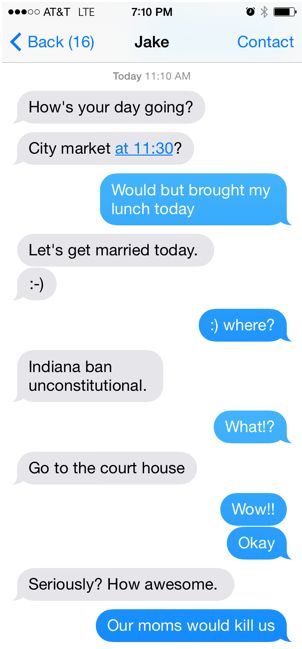 AT&T LTE 7:10 PM
Back (16) Jake Contact
Today 11:10 AM
How's your day going?
City market at 11:30?
Would but brought my
lunch today
Let's get married today.
:-)
:) where?
Indiana ban
unconstitutional.
What!?
Go to the court house
Wow!!
Okay
Seriously? How awesome.
Our moms would kill us